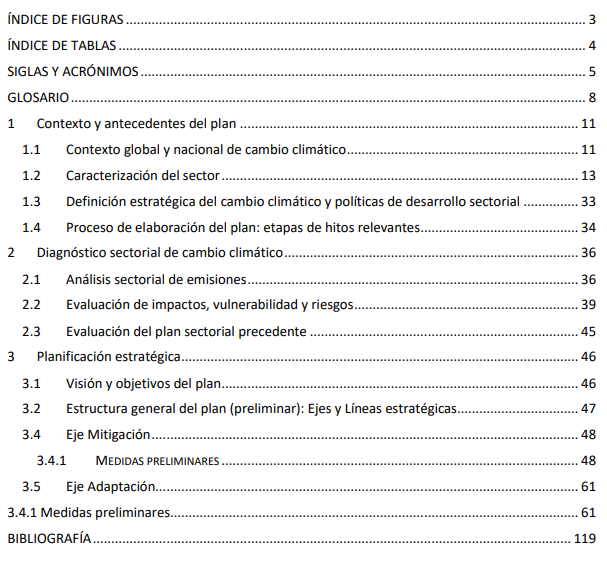 ÍNDICE DE FIGURAS ........ 3
ÍNDICE DE TABLAS ........ 4
SIGLAS Y ACRÓNIMOS ........ 5
GLOSARIO ........ 8
1 Contexto y antecedentes del plan ........ 11
1.1 Contexto global y nacional de cambio climático ........ 11
1.2 Caracterización del sector ........ 13
1.3 Definición estratégica del cambio climático y políticas de desarrollo sectorial ........ 33
1.4 Proceso de elaboración del plan: etapas de hitos relevantes ........ 34
2 Diagnóstico sectorial de cambio climático ........ 36
2.1 Análisis sectorial de emisiones ........ 36
2.2 Evaluación de impactos, vulnerabilidad y riesgos ........ 39
2.3 Evaluación del plan sectorial precedente ........ 45
3 Planificación estratégica ........ 46
3.1 Visión y objetivos del plan ........ 46
3.2 Estructura general del plan (preliminar): Ejes y Líneas estratégicas ........ 47
3.4 Eje Mitigación ........ 48
3.4.1 MEDIDAS PRELIMINARES ........ 48
3.5 Eje Adaptación ........ 61
3.4.1 Medidas preliminares ........ 61
BIBLIOGRAFÍA ........ 119